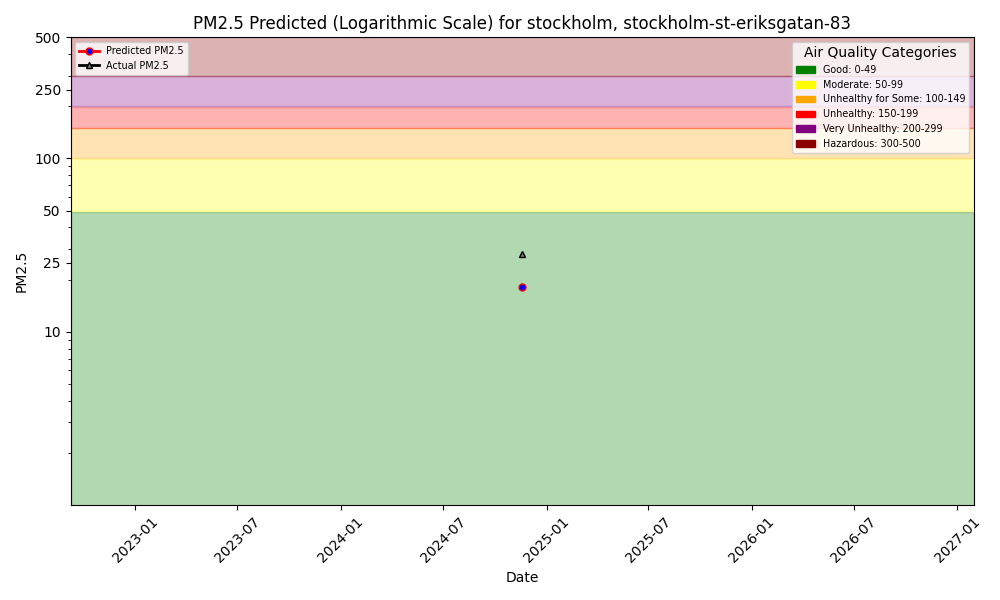 PM2.5 Predicted (Logarithmic Scale) for stockholm, stockholm-st-eriksgatan-83
Predicted PM2.5
Actual PM2.5
Air Quality Categories
Good: 0-49
Moderate: 50-99
Unhealthy for Some: 100-149
Unhealthy: 150-199
Very Unhealthy: 200-299
Hazardous: 300-500
500
250
100
50
25
10
PM2.5
2023-01
2023-07
2024-01
2024-07
2025-01
2025-07
2026-01
2026-07
2027-01
Date